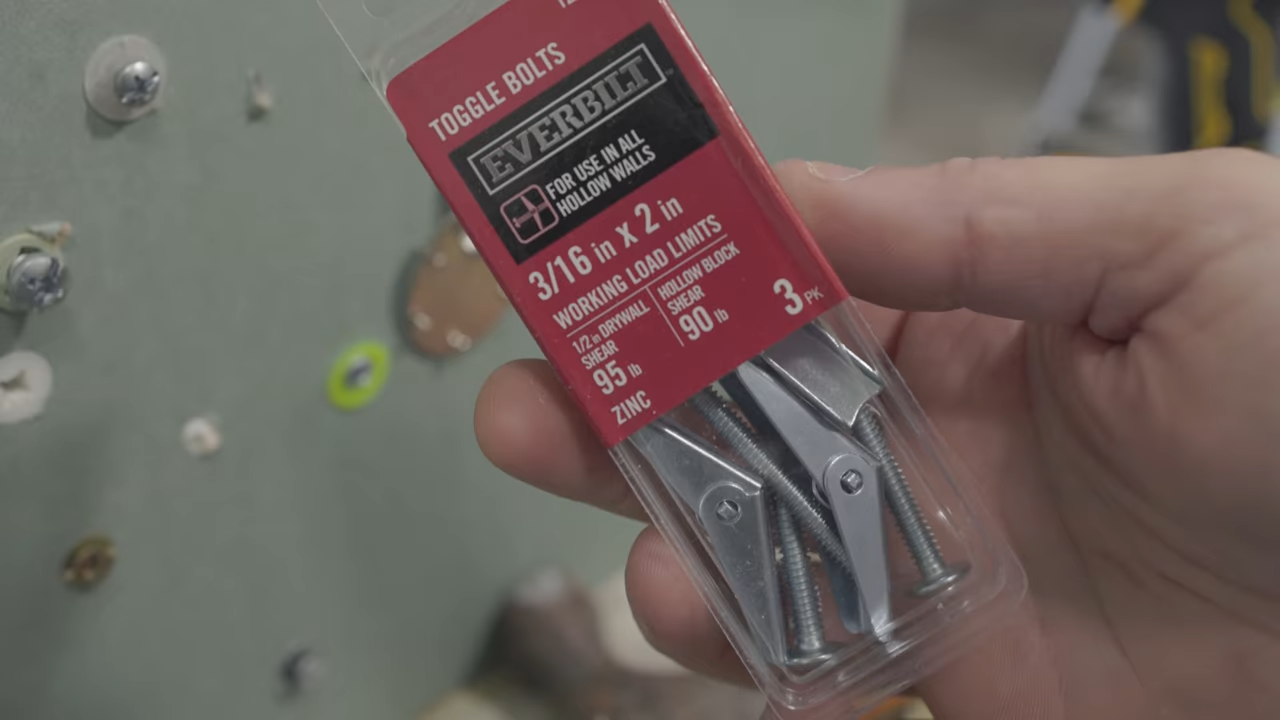 TOGGLE BOLTS
EVERBILT
FOR USE IN ALL
HOLLOW WALLS
3/16 in x 2 in
WORKING LOAD LIMITS
1/2 in DRYWALL
SHEAR
95 lb
HOLLOW BLOCK
SHEAR
90 lb
3 PK
ZINC